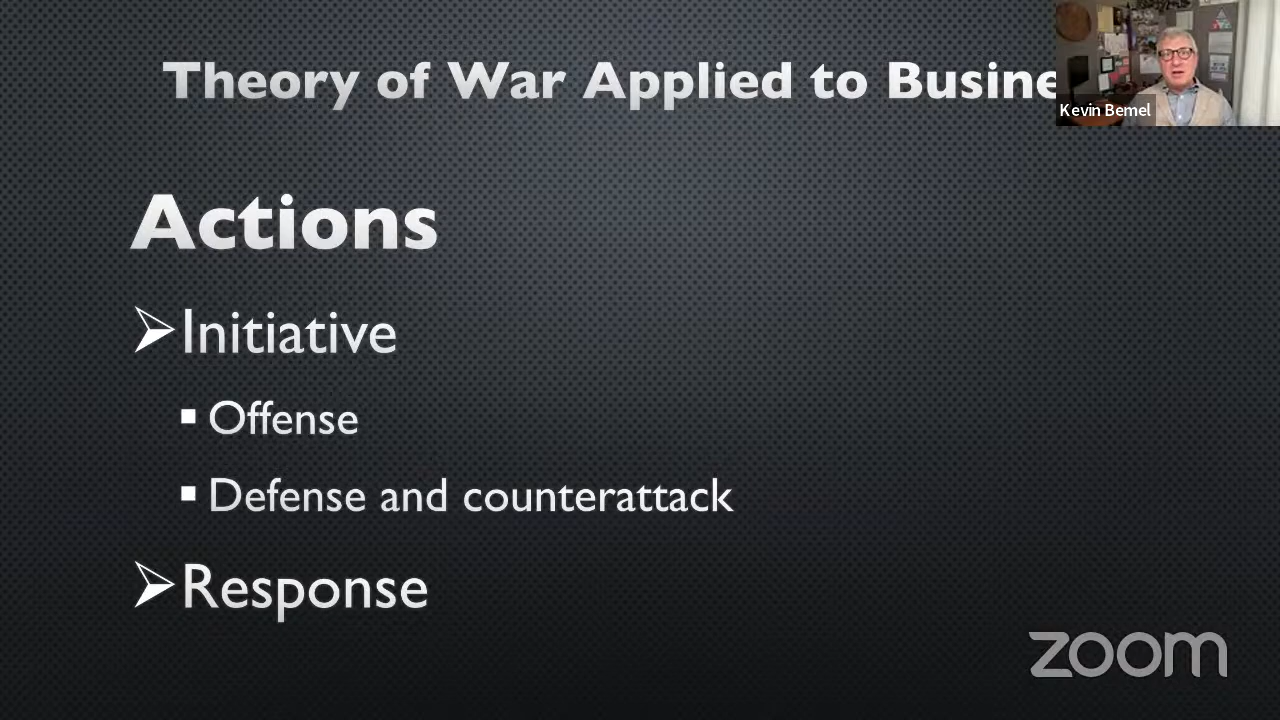 Theory of War Applied to Busine
Kevin Bemel
Actions
Initiative
Offense
Defense and counterattack
Response
zoom